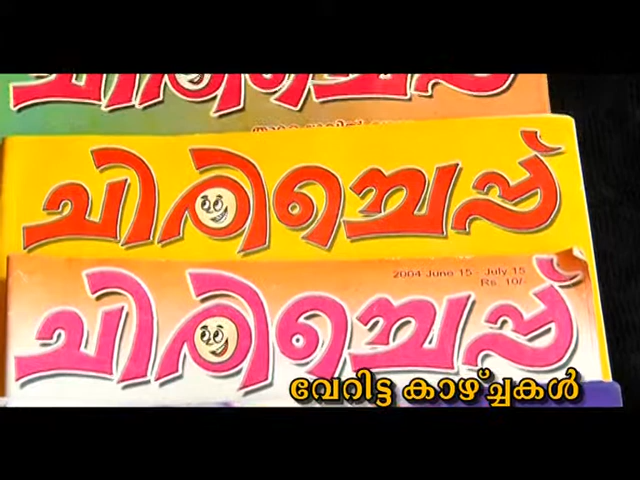 ചിരിച്ചെപ്പ്
ചിരിച്ചെപ്പ്
2004 June 15 - July 15
Rs. 10/-
ചിരിച്ചെപ്പ്
വേറിട്ട കാഴ്ച്ചകൾ